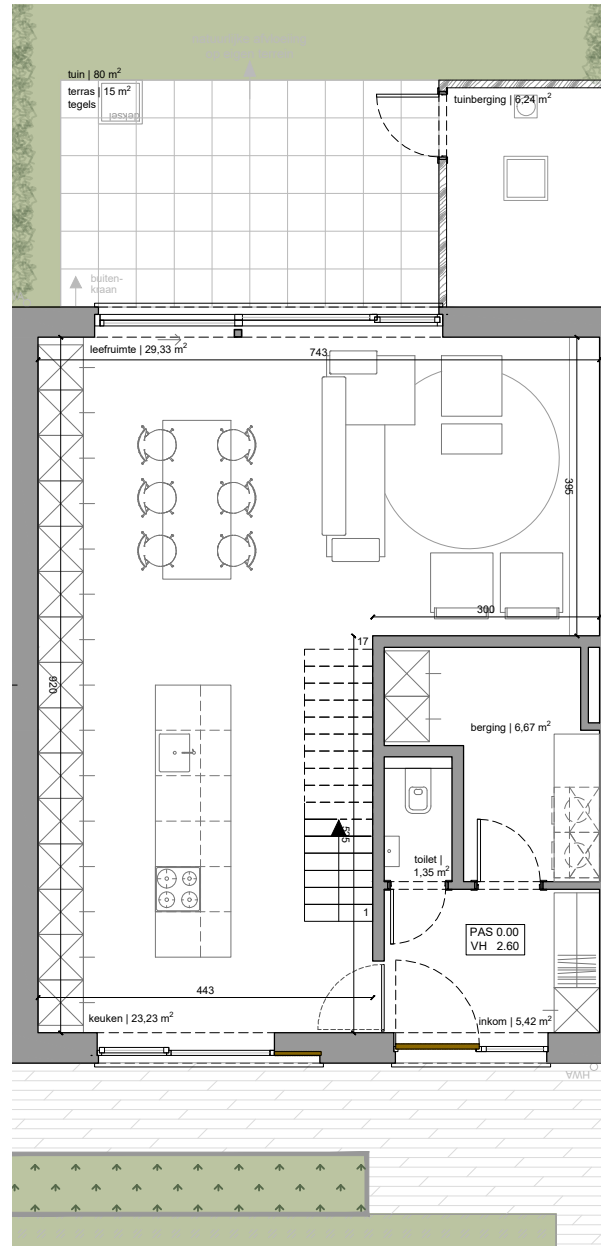 tuin | 80 m²
terras | 15 m²
tegels
deksel
tuinberging | 6,24 m²
buiten-
kraan
leefruimte | 29,33 m²
743
395
300
17
920
berging | 6,67 m²
toilet |
1,35 m²
1
PAS 0.00
VH 2.60
443
keuken | 23,23 m²
inkom | 5,42 m²
HWA